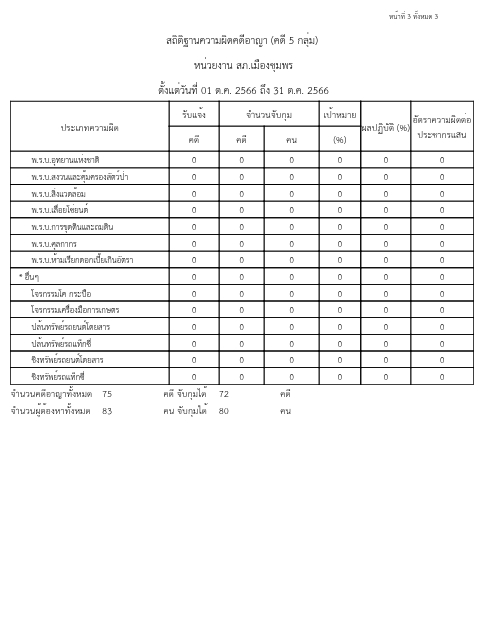 หน้าที่ 3 ทั้งหมด 3
สถิติฐานความผิดคดีอาญา (คดี 5 กลุ่ม)
หน่วยงาน สภ.เมืองชุมพร
ตั้งแต่วันที่ 01 ต.ค. 2566 ถึง 31 ต.ค. 2566
ประเภทความผิด รับแจ้ง จำนวนจับกุม เป้าหมาย ผลปฏิบัติ (%) อัตราความผิดต่อ
ประชากรแสน
คดี คดี คน (%)
พ.ร.บ.อุทยานแห่งชาติ 0 0 0 0 0 0
พ.ร.บ.สงวนและคุ้มครองสัตว์ป่า 0 0 0 0 0 0
พ.ร.บ.สิ่งแวดล้อม 0 0 0 0 0 0
พ.ร.บ.เลื่อยโซ่ยนต์ 0 0 0 0 0 0
พ.ร.บ.การขุดดินและถมดิน 0 0 0 0 0 0
พ.ร.บ.ศุลกากร 0 0 0 0 0 0
พ.ร.บ.ห้ามเรียกดอกเบี้ยเกินอัตรา 0 0 0 0 0 0
* อื่นๆ 0 0 0 0 0 0
โจรกรรมโค กระบือ 0 0 0 0 0 0
โจรกรรมเครื่องมือการเกษตร 0 0 0 0 0 0
ปล้นทรัพย์รถยนต์โดยสาร 0 0 0 0 0 0
ปล้นทรัพย์รถแท็กซี่ 0 0 0 0 0 0
ชิงทรัพย์รถยนต์โดยสาร 0 0 0 0 0 0
ชิงทรัพย์รถแท็กซี่ 0 0 0 0 0 0
จำนวนคดีอาญาทั้งหมด 75 คดี จับกุมได้ 72 คดี
จำนวนผู้ต้องหาทั้งหมด 83 คน จับกุมได้ 80 คน